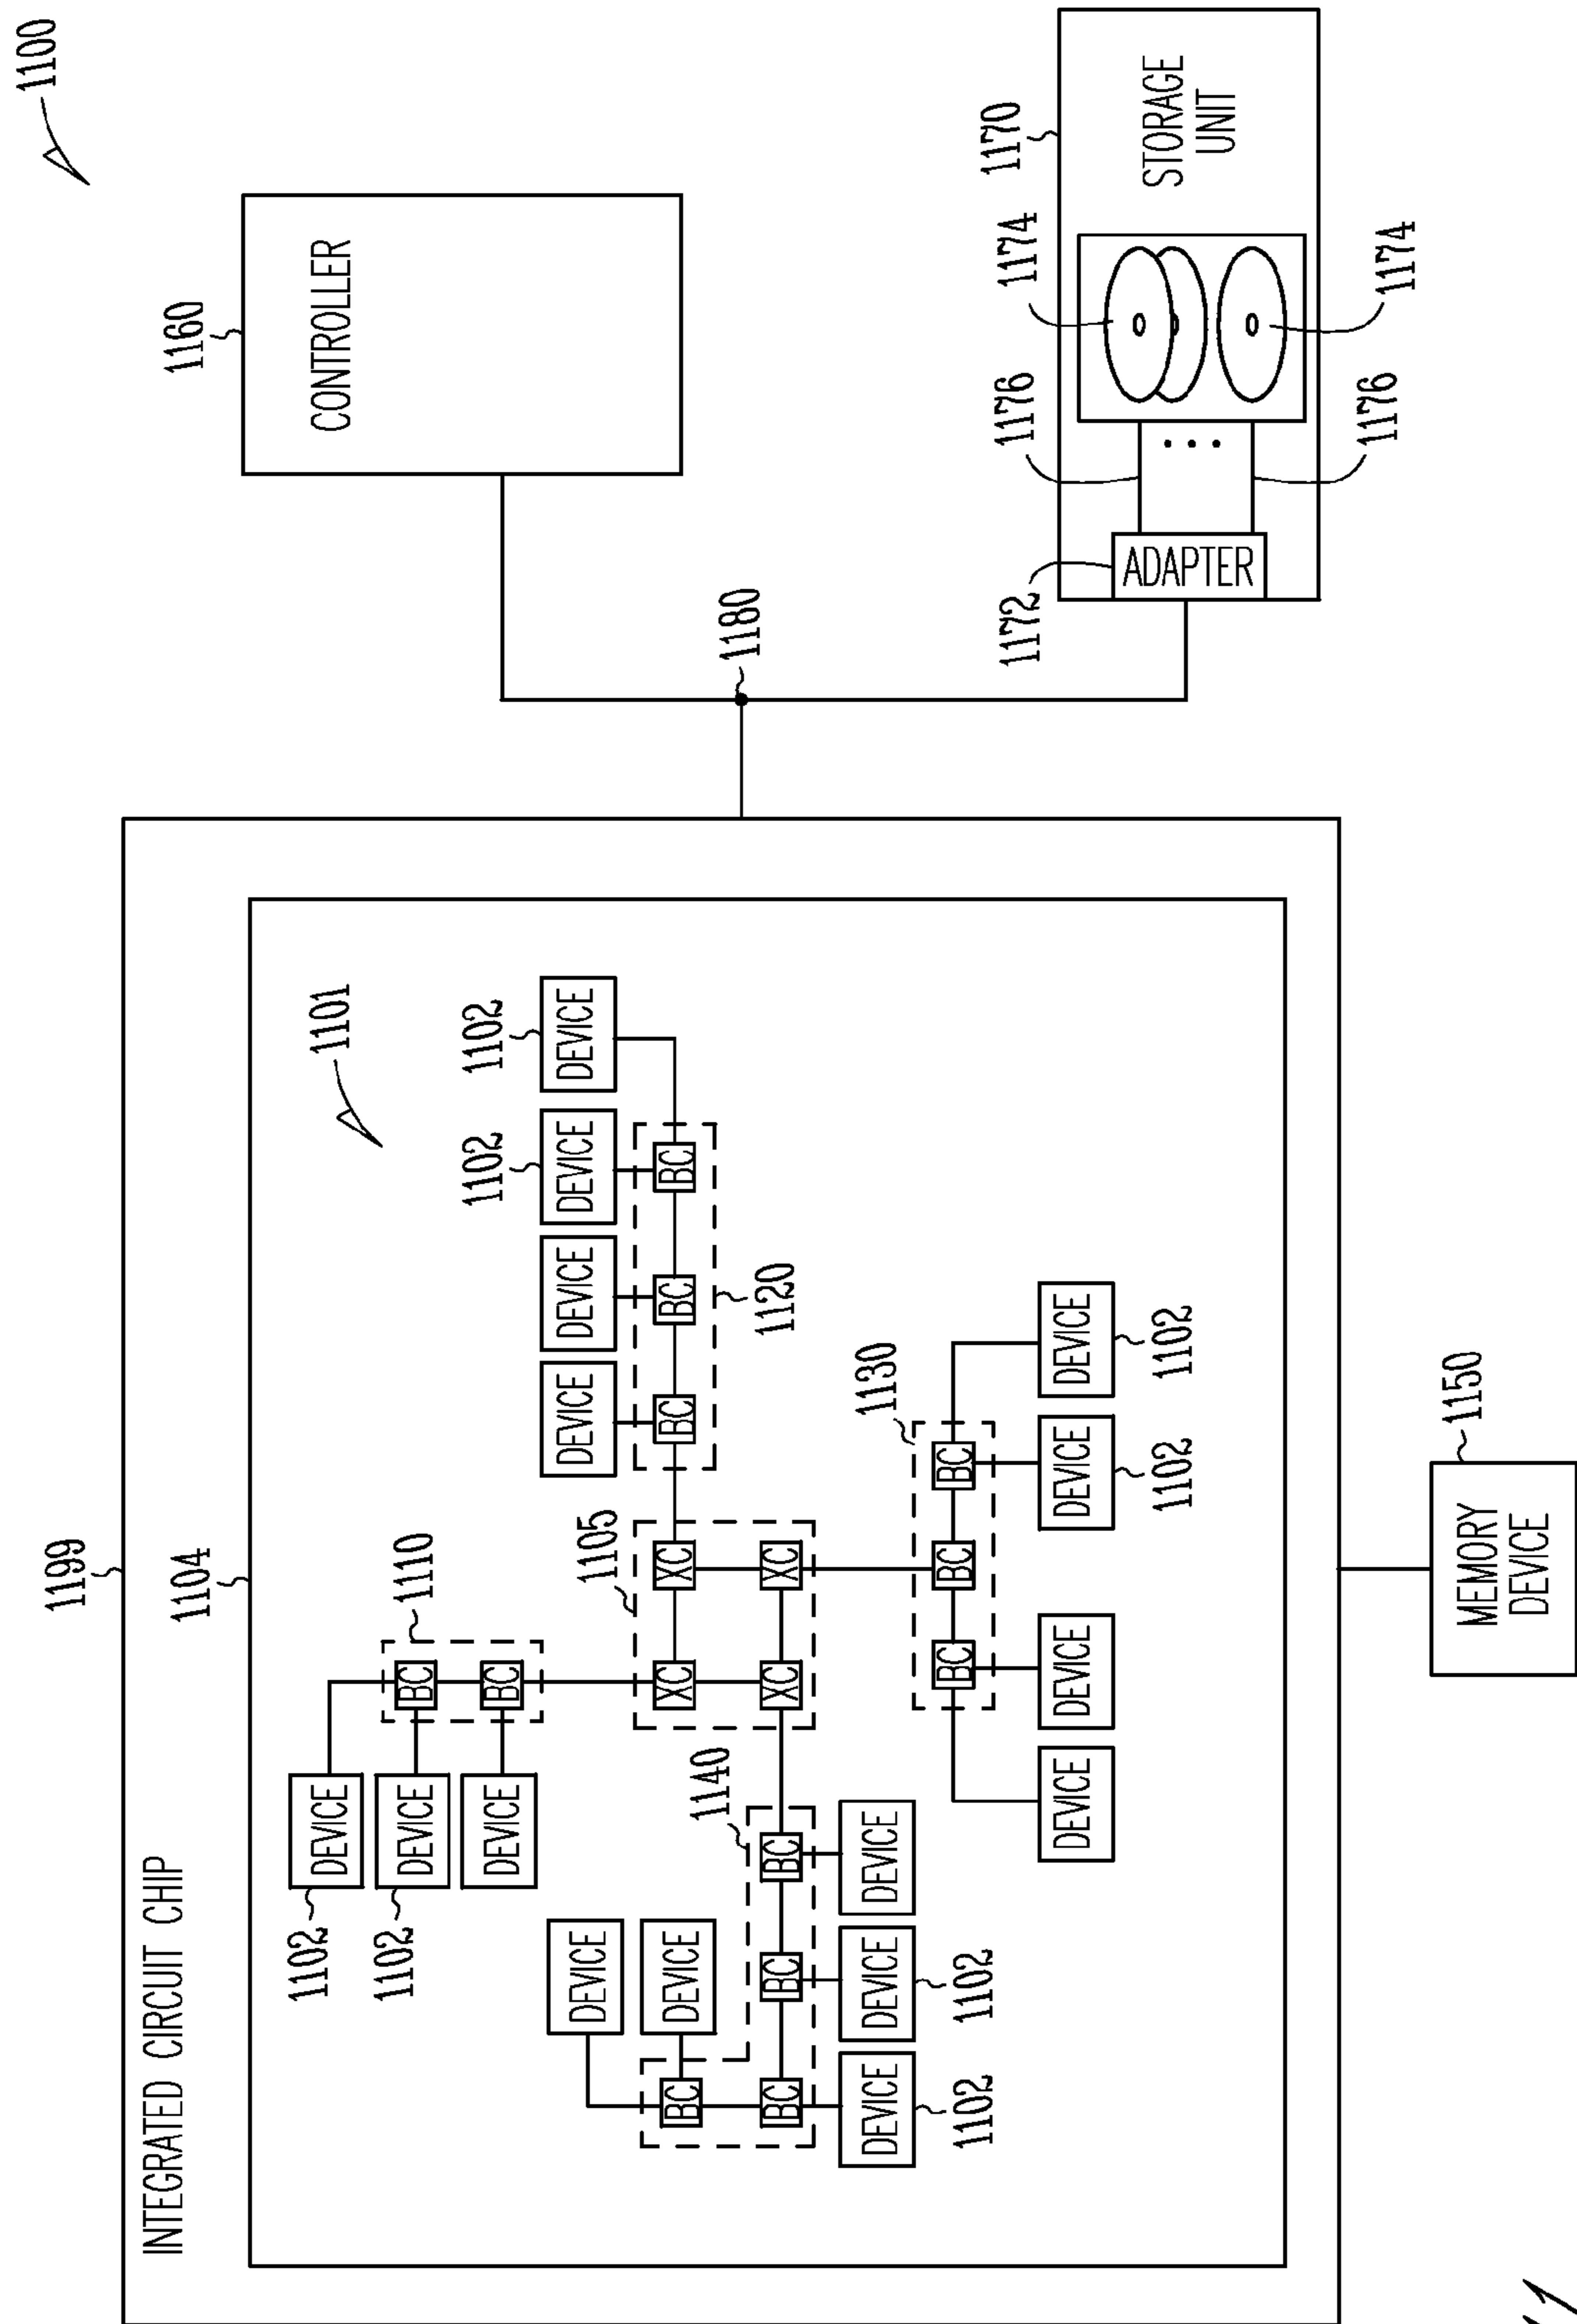 1100
1199
INTEGRATED CIRCUIT CHIP
1104
1160
CONTROLLER
1101
1102
DEVICE
1102
DEVICE
DEVICE
1110
BC
BC
1102
1102
DEVICE
DEVICE
DEVICE
DEVICE
BC
BC
BC
1120
1105
XC
XC
XC
XC
1180
DEVICE
DEVICE
1140
BC
BC
BC
BC
DEVICE
DEVICE
DEVICE
1102
1102
1130
BC
BC
BC
DEVICE
DEVICE
DEVICE
DEVICE
1102
1102
1170
1172
ADAPTER
1176
1174
STORAGE
UNIT
1176
1174
1150
MEMORY
DEVICE